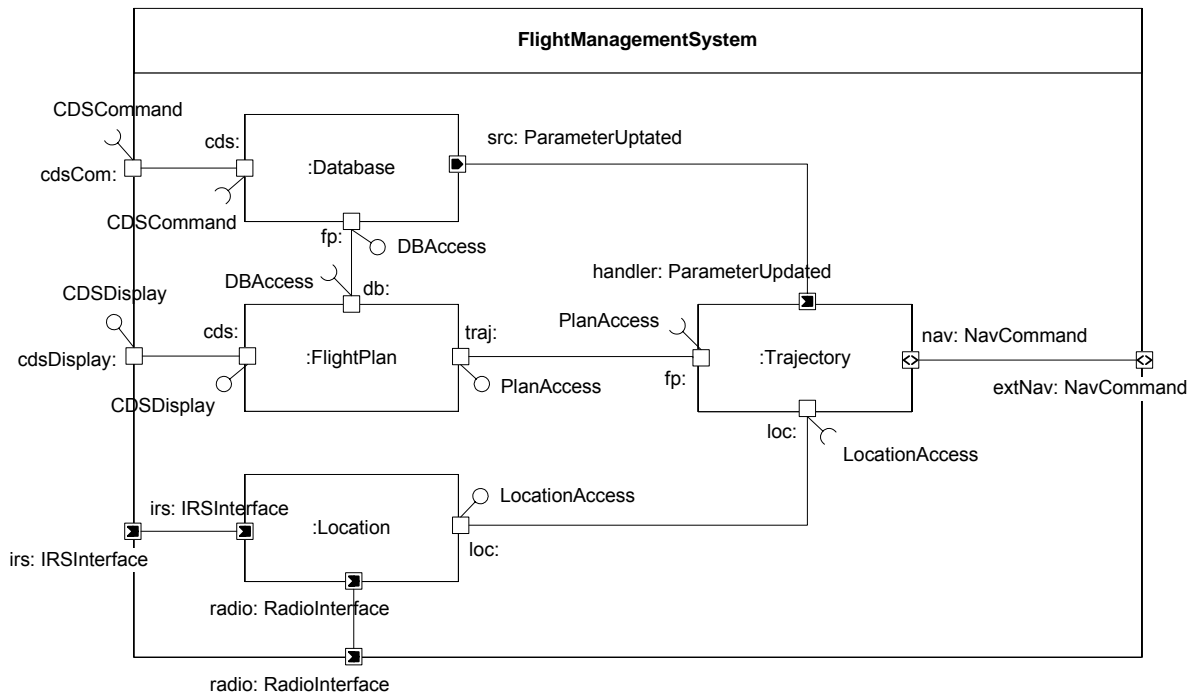 FlightManagementSystem
CDSCommand
cds:
src: ParameterUptated
:Database
cdsCom:
CDSCommand
fp:
DBAccess
handler: ParameterUpdated
DBAccess
CDSDisplay
db:
PlanAccess
cds:
traj:
nav: NavCommand
cdsDisplay:
:FlightPlan
:Trajectory
fp:
PlanAccess
extNav: NavCommand
CDSDisplay
loc:
LocationAccess
LocationAccess
irs: IRSInterface
:Location
irs: IRSInterface
loc:
radio: RadioInterface
radio: RadioInterface